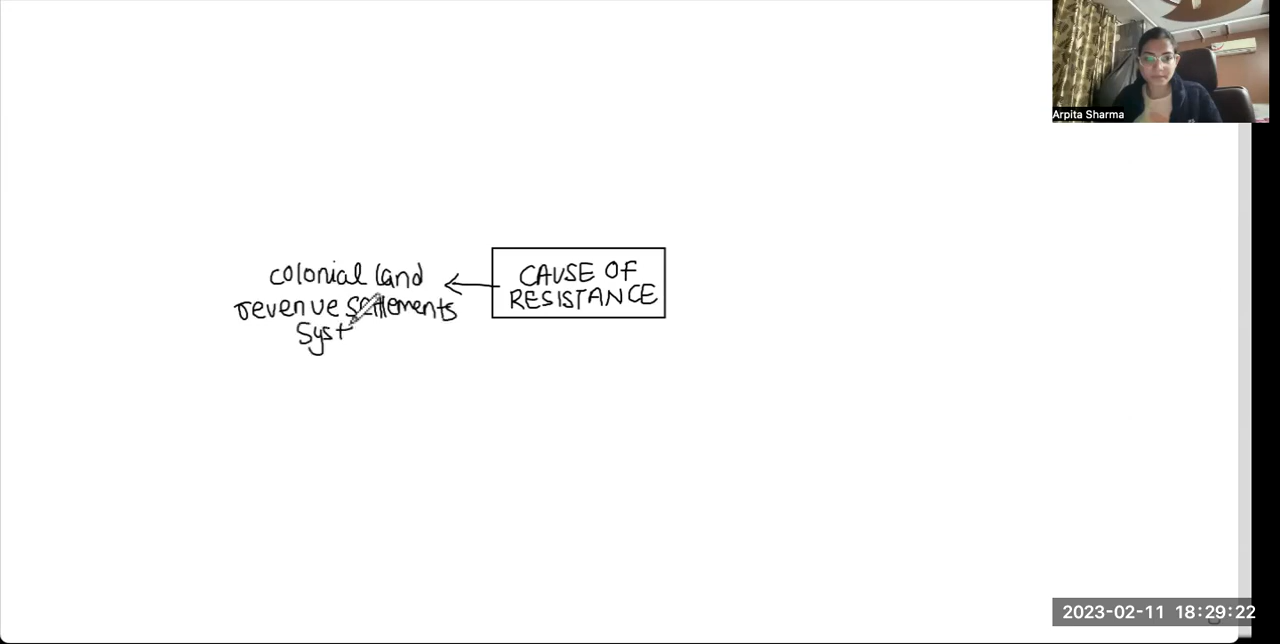 Arpita Sharma
CAUSE OF
RESISTANCE
colonial land
revenue settlements
Syst
2023-02-11 18:29:22